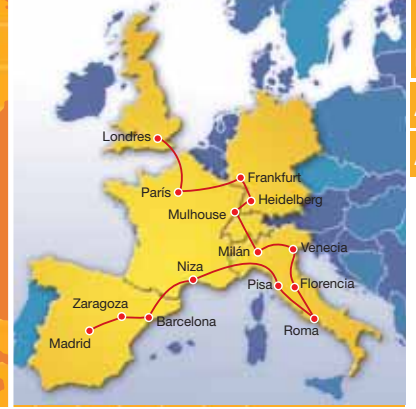 Londres
Frankfurt
París
Heidelberg
Mulhouse
Milán
Venecia
Niza
Pisa
Florencia
Zaragoza
Barcelona
Roma
Madrid